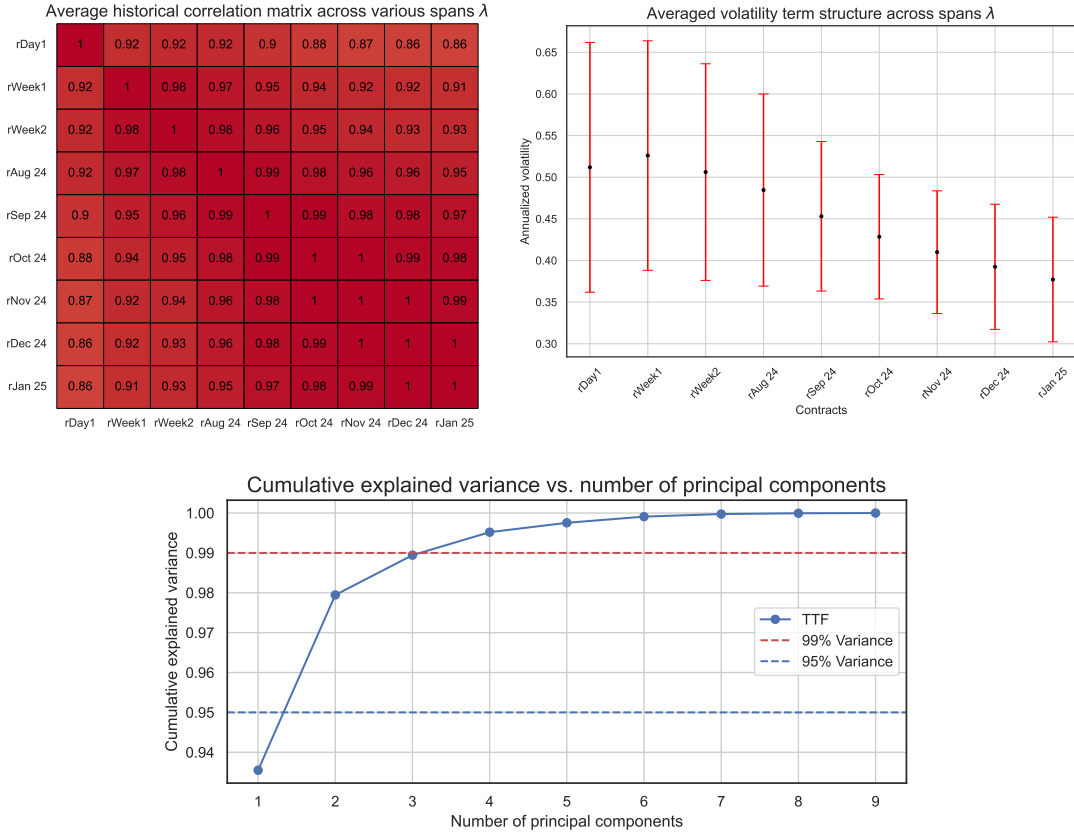 Average historical correlation matrix across various spans λ
rDay1 1 0.92 0.92 0.92 0.9 0.88 0.87 0.86 0.86
rWeek1 0.92 1 0.98 0.97 0.95 0.94 0.92 0.92 0.91
rWeek2 0.92 0.98 1 0.98 0.96 0.95 0.94 0.93 0.93
rAug 24 0.92 0.97 0.98 1 0.99 0.98 0.96 0.96 0.95
rSep 24 0.9 0.95 0.96 0.99 1 0.99 0.98 0.98 0.97
rOct 24 0.88 0.94 0.95 0.98 0.99 1 1 0.99 0.98
rNov 24 0.87 0.92 0.94 0.96 0.98 1 1 1 0.99
rDec 24 0.86 0.92 0.93 0.96 0.98 0.99 1 1 1
rJan 25 0.86 0.91 0.93 0.95 0.97 0.98 0.99 1 1
rDay1 rWeek1 rWeek2 rAug 24 rSep 24 rOct 24 rNov 24 rDec 24 rJan 25
Averaged volatility term structure across spans λ
Annualized volatility
0.65
0.60
0.55
0.50
0.45
0.40
0.35
0.30
rDay1 rWeek1 rWeek2 rAug 24 rSep 24 rOct 24 rNov 24 rDec 24 rJan 25
Contracts
Cumulative explained variance vs. number of principal components
Cumulative explained variance
1.00
0.99
0.98
0.97
0.96
0.95
0.94
TTF
99% Variance
95% Variance
1 2 3 4 5 6 7 8 9
Number of principal components